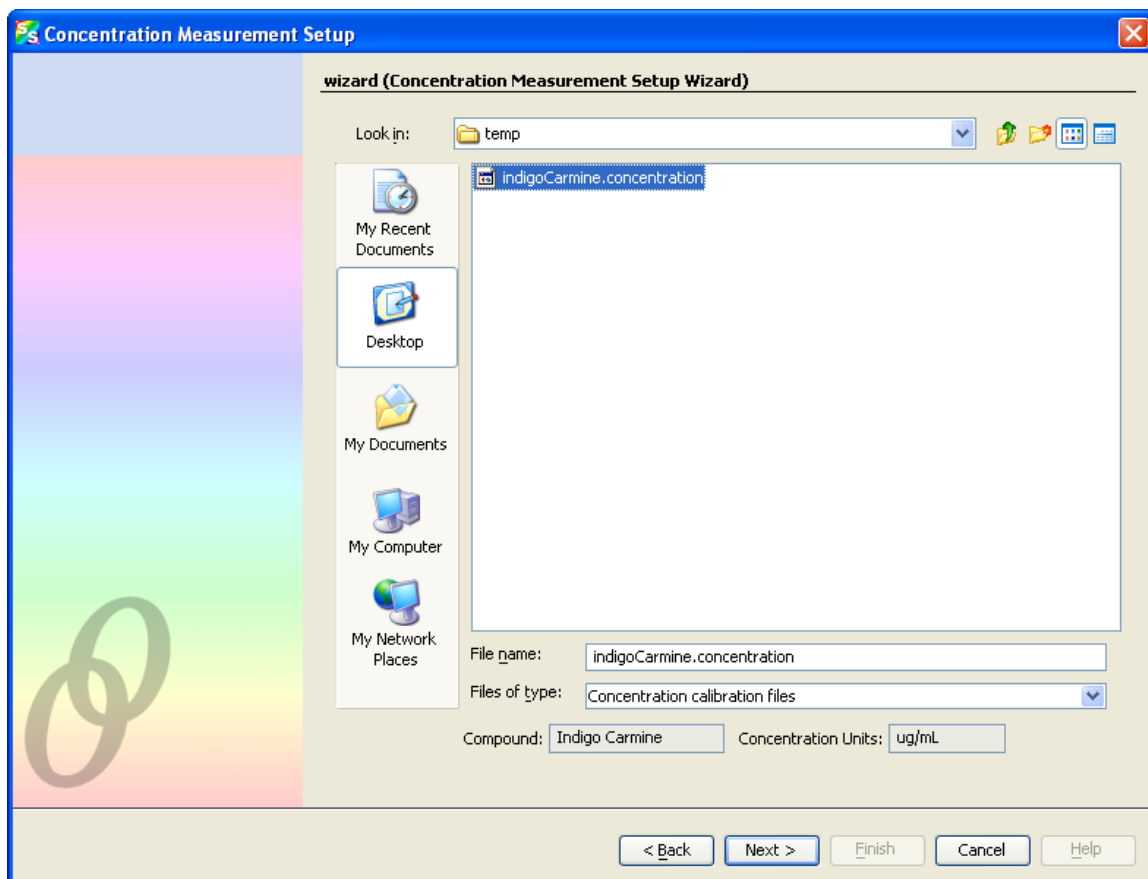 Concentration Measurement Setup
wizard (Concentration Measurement Setup Wizard)
Look in:
temp
My Recent
Documents
Desktop
My Documents
My Computer
My Network
Places
indigoCarmine.concentration
File name:
indigoCarmine.concentration
Files of type:
Concentration calibration files
Compound:
Indigo Carmine
Concentration Units:
ug/mL
< Back
Next >
Finish
Cancel
Help